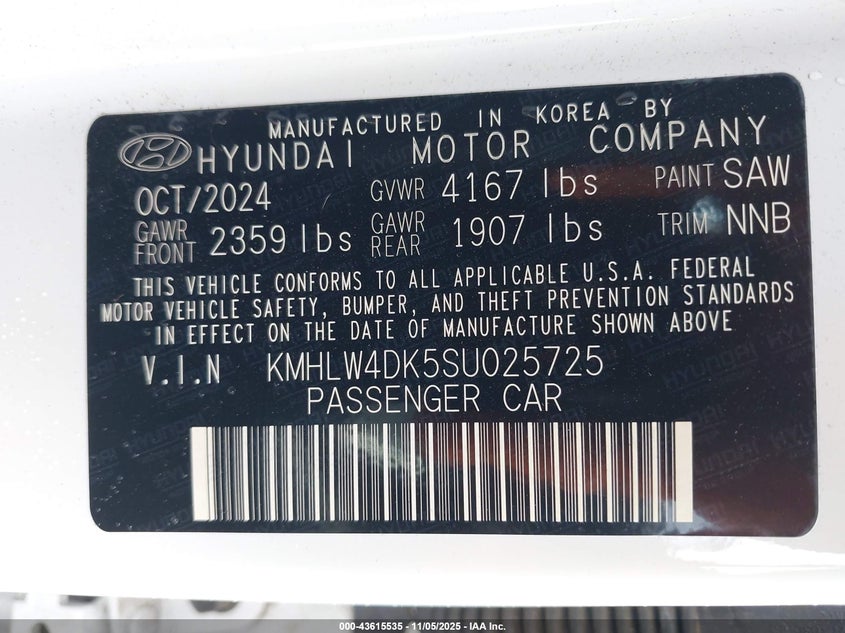 MANUFACTURED IN KOREA BY
HYUNDAI MOTOR COMPANY
OCT/2024 GVWR 4167 lbs PAINT SAW
GAWR FRONT 2359 lbs GAWR REAR 1907 lbs TRIM NNB
THIS VEHICLE CONFORMS TO ALL APPLICABLE U.S.A. FEDERAL
MOTOR VEHICLE SAFETY, BUMPER, AND THEFT PREVENTION STANDARDS
IN EFFECT ON THE DATE OF MANUFACTURE SHOWN ABOVE
V.I.N KMHLW4DK5SU025725
PASSENGER CAR
000-43615535 - 11/05/2025 - IAA Inc.